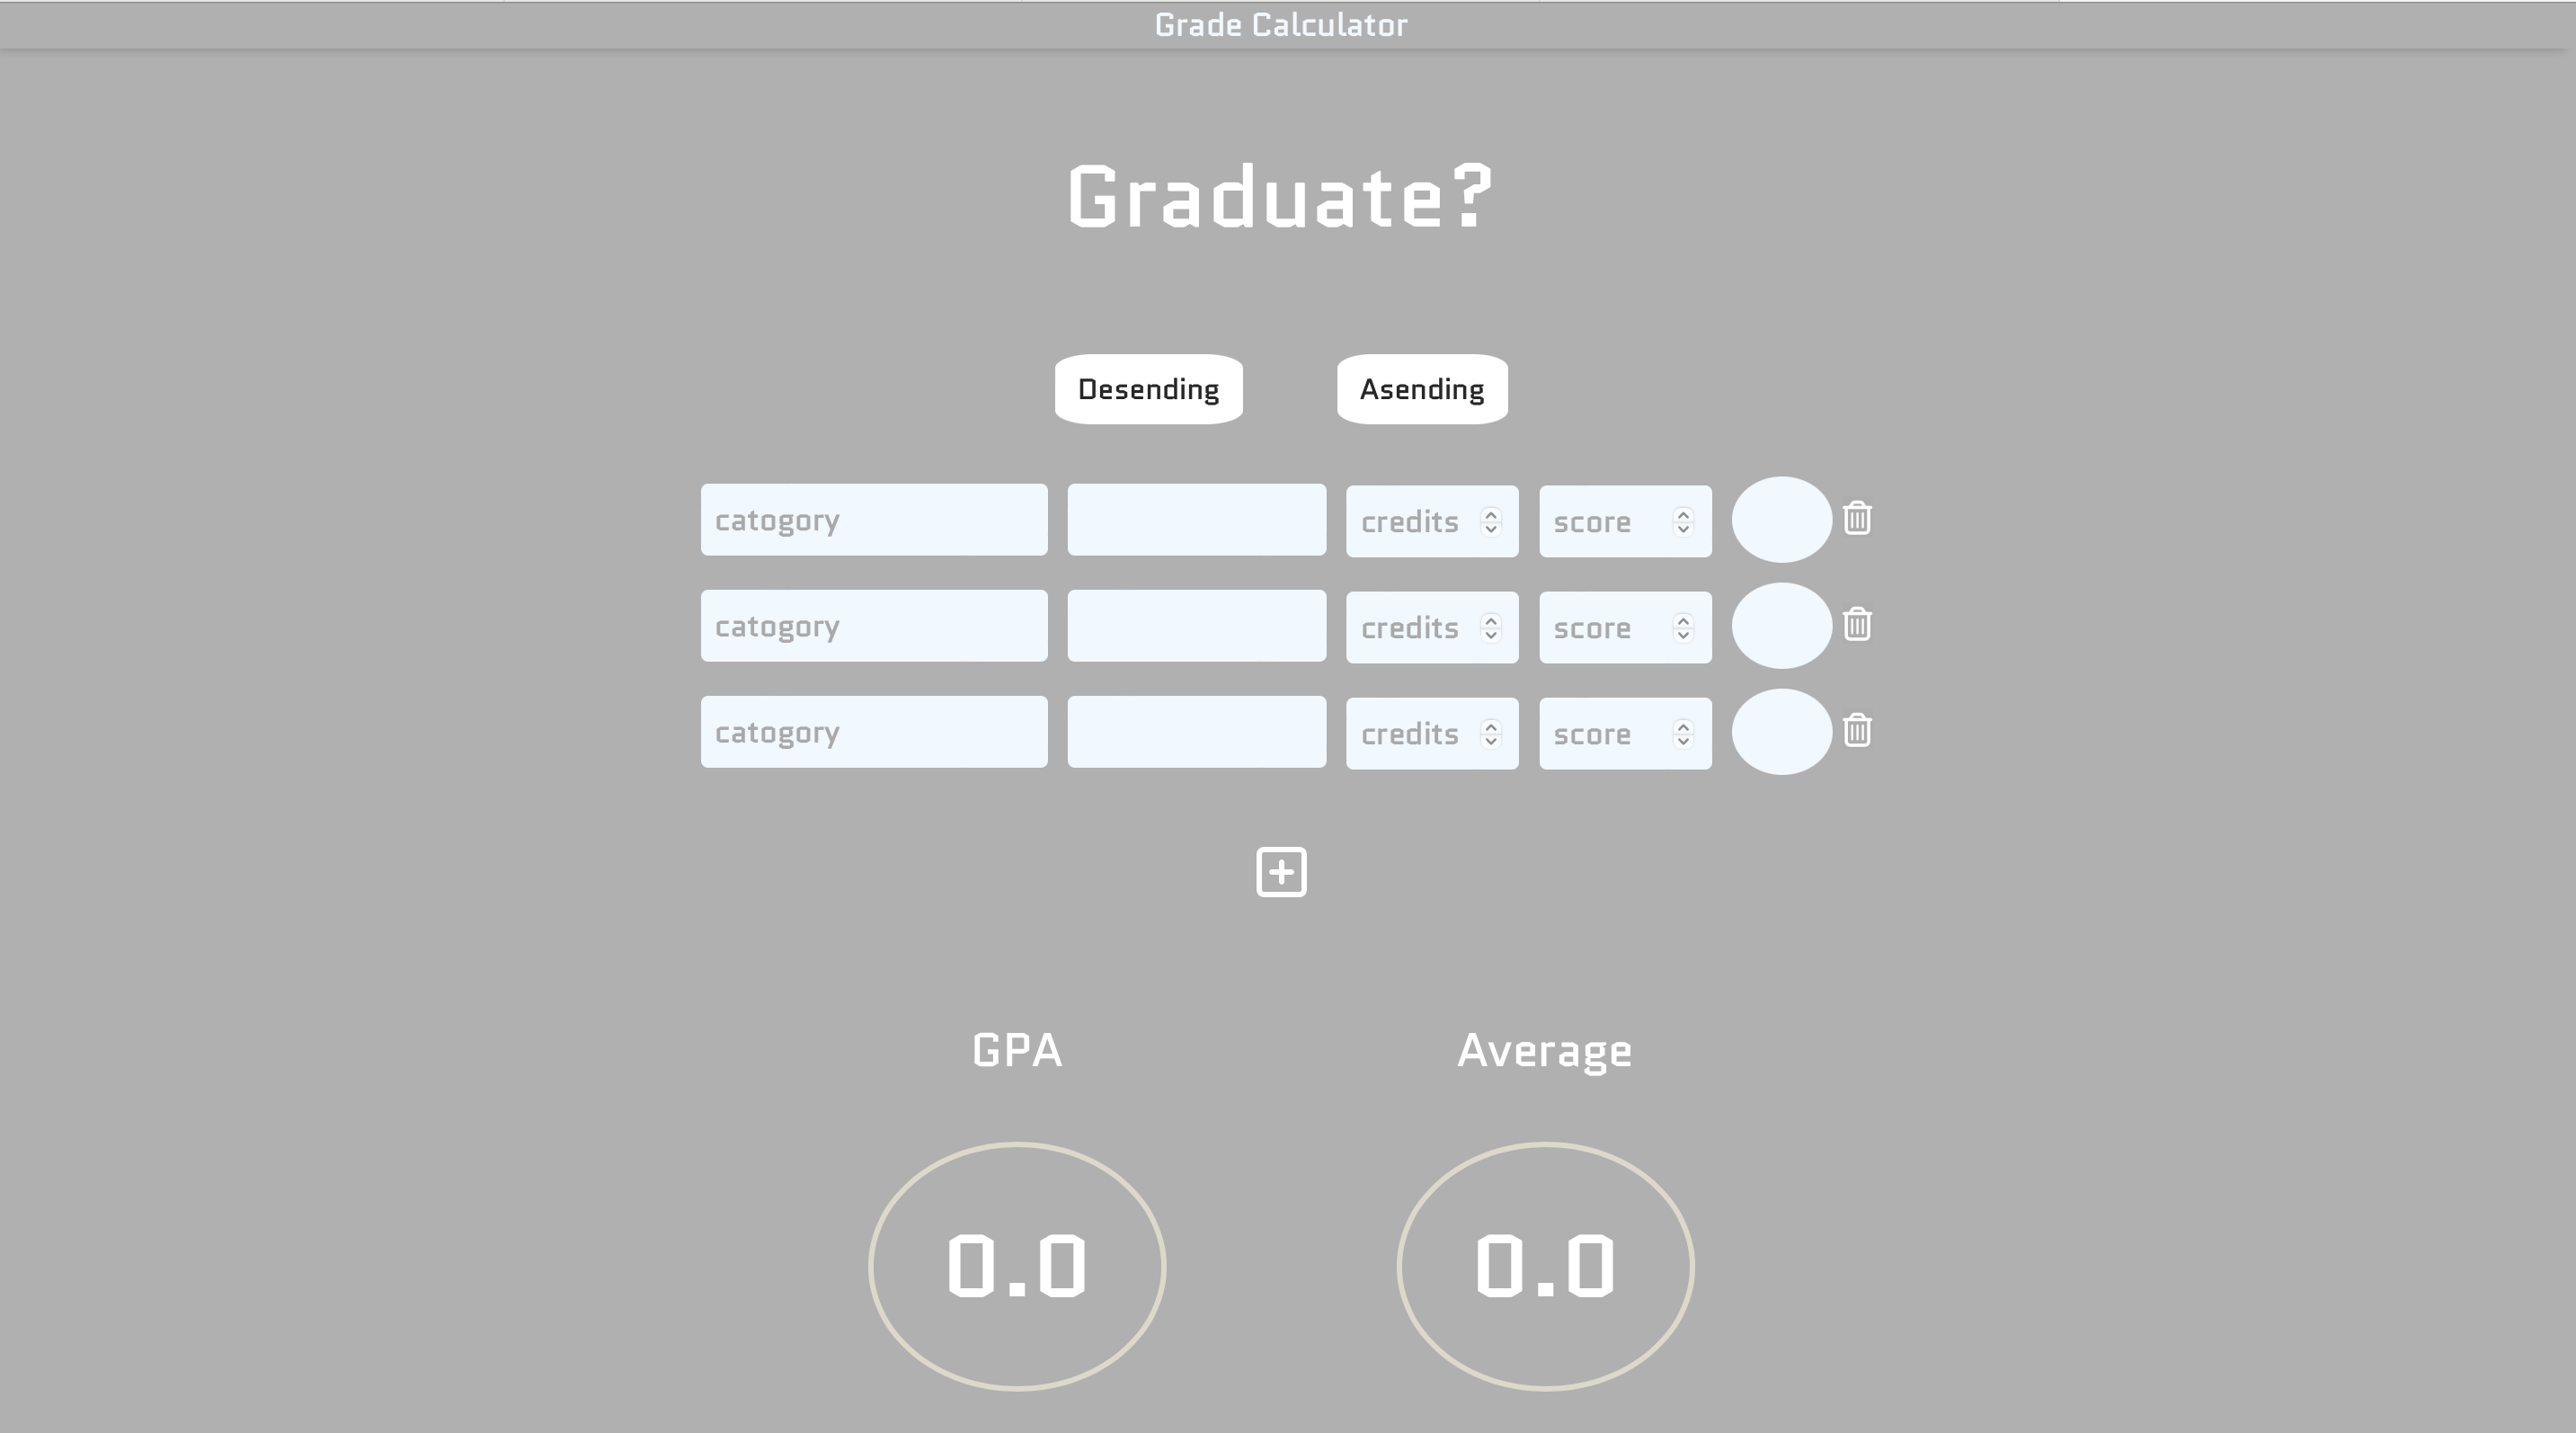 Grade Calculator
Graduate?
Desending Asending
catogory credits score
catogory credits score
catogory credits score
GPA Average
0.0 0.0